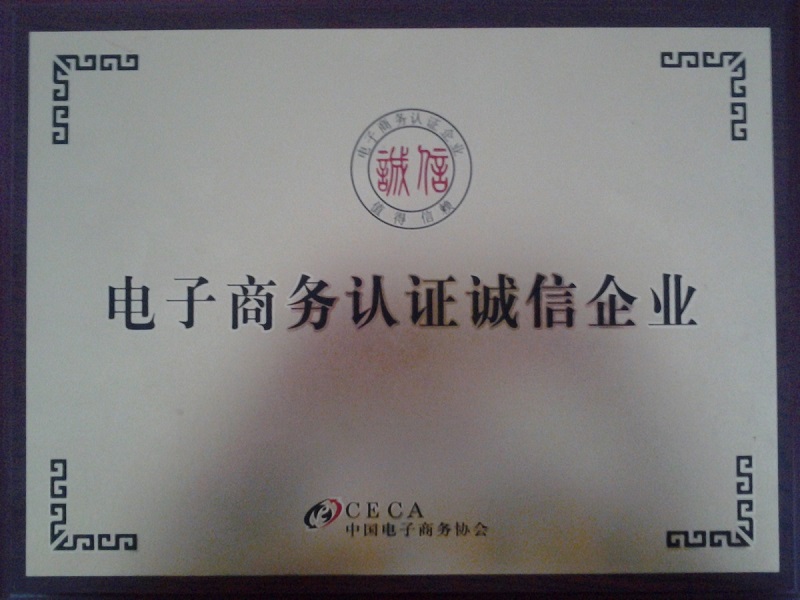 电子商务认证企业
誠信
值得信赖
电子商务认证诚信企业
CECA
中国电子商务协会